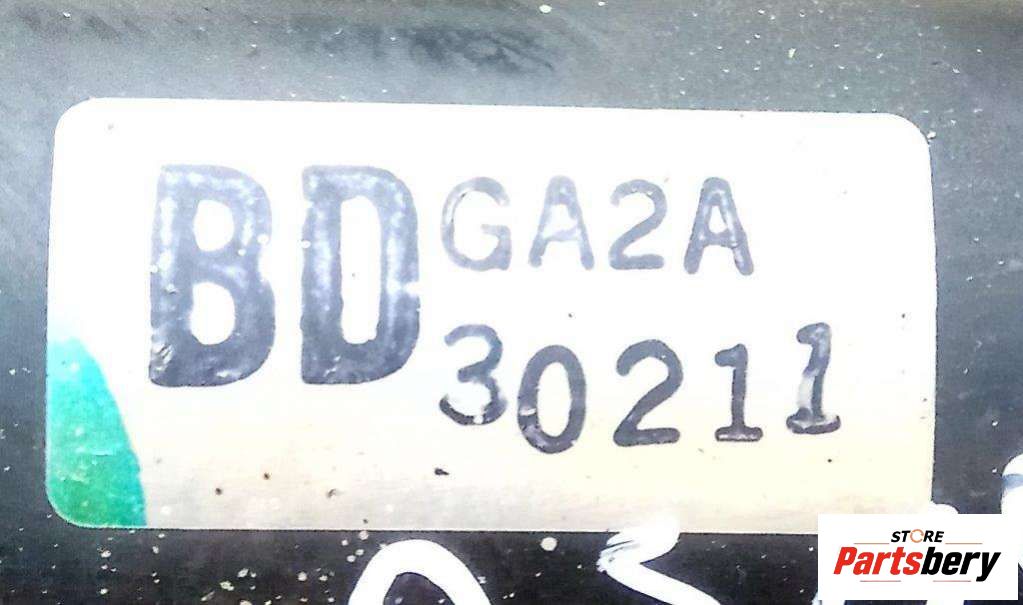 BD GA2A
30211
STORE
Partsbery